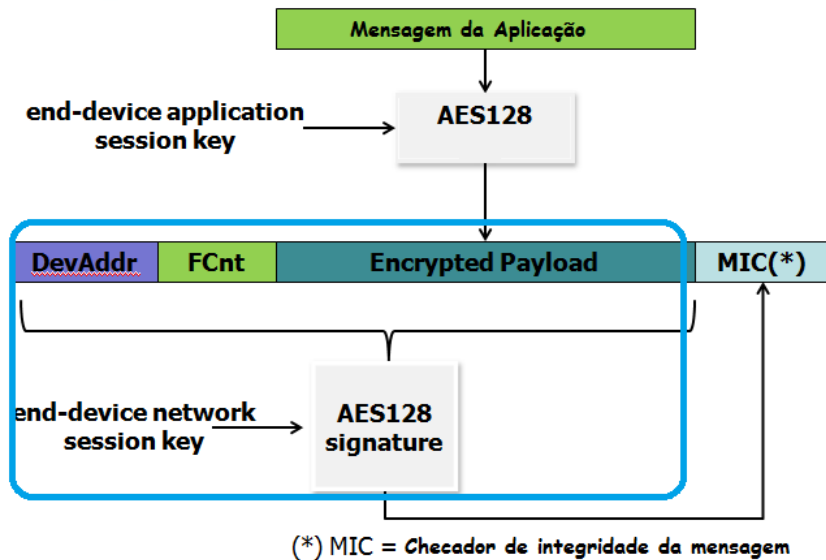 Mensagem da Aplicação
end-device application
session key
AES128
DevAddr
FCnt
Encrypted Payload
MIC(*)
end-device network
session key
AES128
signature
(*) MIC = Checador de integridade da mensagem